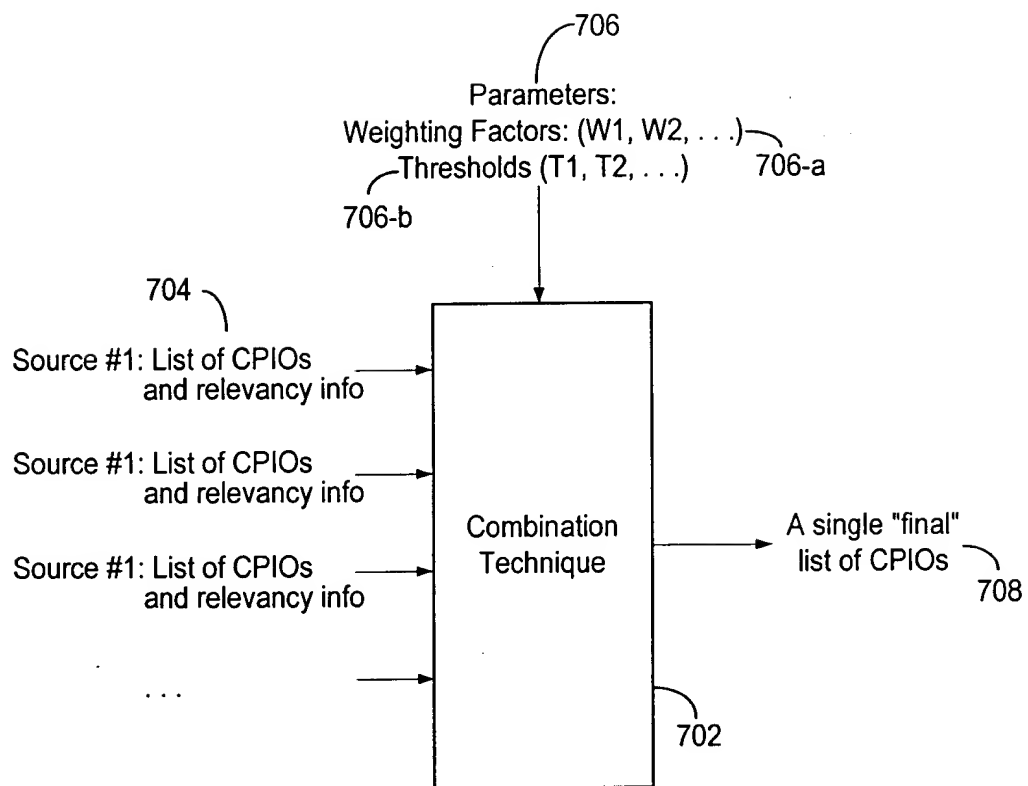 706
Parameters:
Weighting Factors: (W1, W2, . . .)
706-a
Thresholds (T1, T2, . . .)
706-b
704
Source #1: List of CPIOs
and relevancy info
Source #1: List of CPIOs
and relevancy info
Source #1: List of CPIOs
and relevancy info
. . .
Combination
Technique
A single "final"
list of CPIOs
708
702